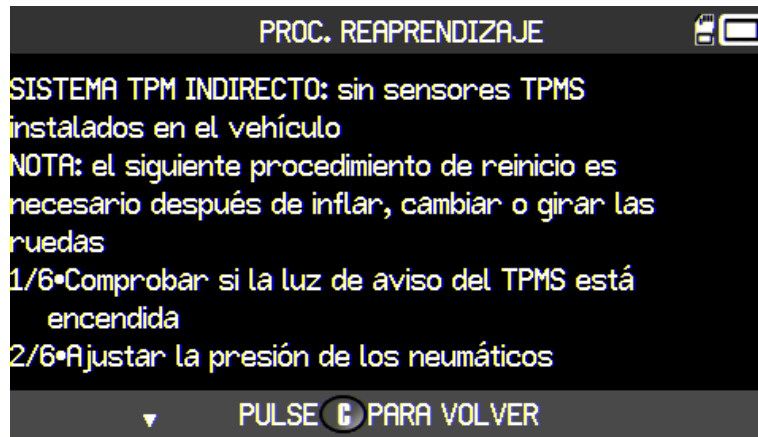 PROC. REAPRENDIZAJE
SISTEMA TPM INDIRECTO: sin sensores TPMS
instalados en el vehículo
NOTA: el siguiente procedimiento de reinicio es
necesario después de inflar, cambiar o girar las
ruedas
1/6•Comprobar si la luz de aviso del TPMS está
encendida
2/6•Ajustar la presión de los neumáticos
PULSE C PARA VOLVER